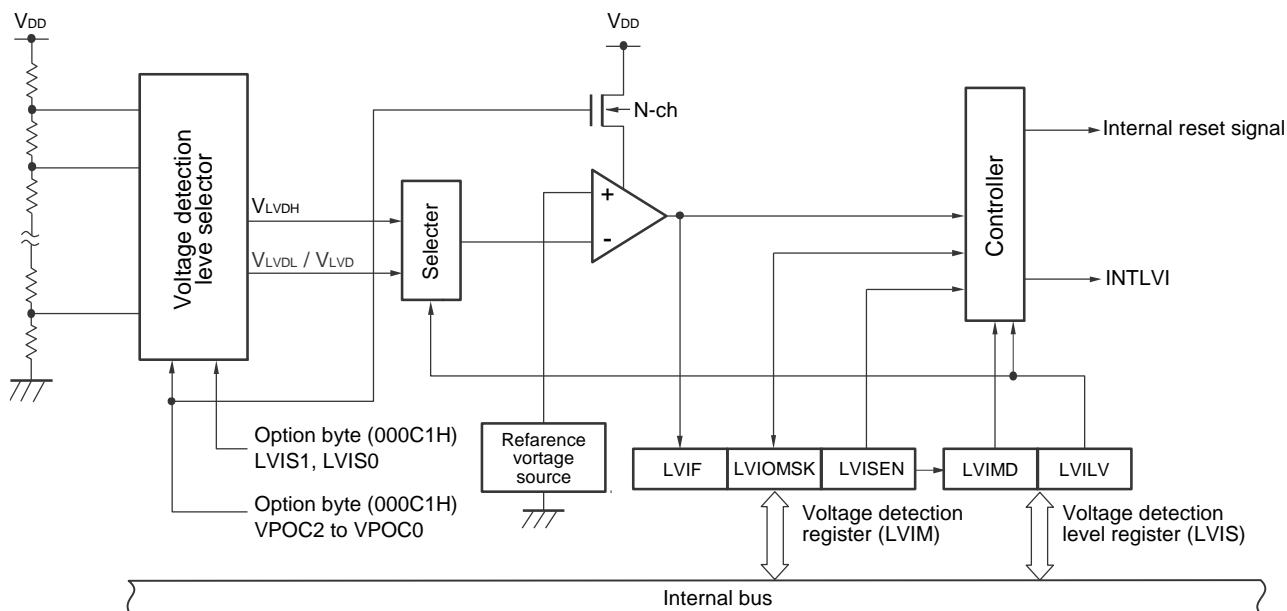 VDD
VDD
N-ch
Voltage detection
leve selector
VLVDH
VLVDL / VLVD
Selecter
+
-
Controller
Internal reset signal
INTLVI
Option byte (000C1H)
LVIS1, LVIS0
Option byte (000C1H)
VPOC2 to VPOC0
Refarence
vortage
source
LVIF
LVIOMSK
LVISEN
LVIMD
LVILV
Voltage detection
register (LVIM)
Voltage detection
level register (LVIS)
Internal bus